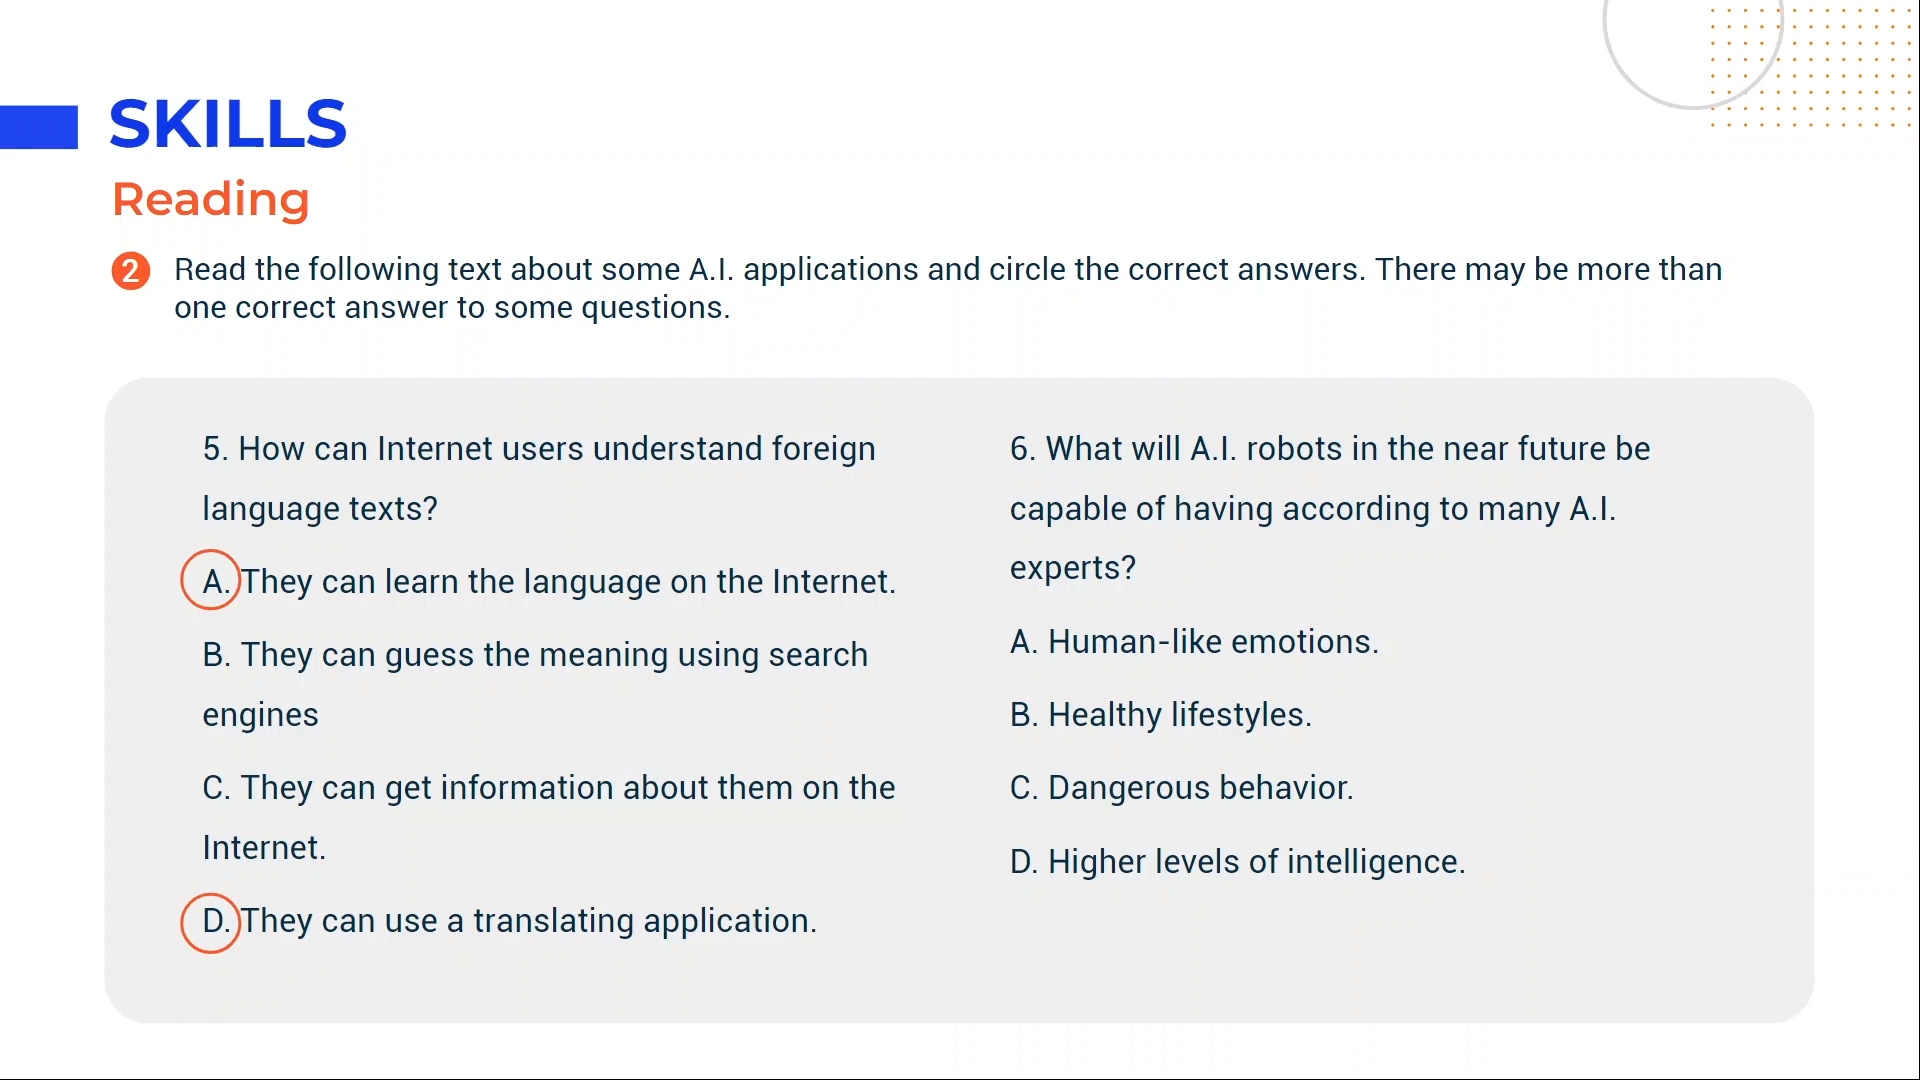 SKILLS
Reading
2 Read the following text about some A.I. applications and circle the correct answers. There may be more than
one correct answer to some questions.
5. How can Internet users understand foreign
language texts?
A. They can learn the language on the Internet.
B. They can guess the meaning using search
engines
C. They can get information about them on the
Internet.
D. They can use a translating application.
6. What will A.I. robots in the near future be
capable of having according to many A.I.
experts?
A. Human-like emotions.
B. Healthy lifestyles.
C. Dangerous behavior.
D. Higher levels of intelligence.